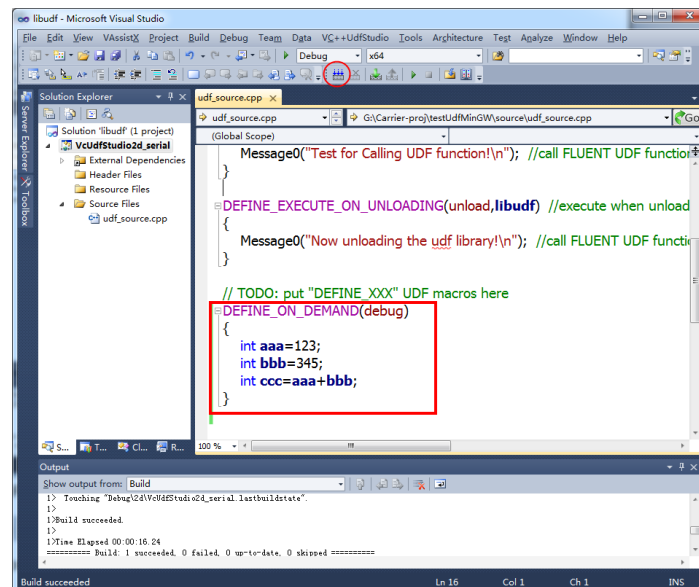 libudf - Microsoft Visual Studio
File Edit View VAssistX Project Build Debug Team Data VC++UdfStudio Tools Architecture Test Analyze Window Help
Debug x64
Solution Explorer
udf_source.cpp
udf_source.cpp G:\Carrier-proj\testUdfMinGW\source\udf_source.cpp Go
(Global Scope)
Server Explorer
Toolbox
Solution 'libudf' (1 project)
VcUdfStudio2d_serial
External Dependencies
Header Files
Resource Files
Source Files
udf_source.cpp
Message0("Test for Calling UDF function!\n"); //call FLUENT UDF function
}
DEFINE_EXECUTE_ON_UNLOADING(unload,libudf) //execute when unload
{
Message0("Now unloading the udf library!\n"); //call FLUENT UDF functi
}
// TODO: put "DEFINE_XXX" UDF macros here
DEFINE_ON_DEMAND(debug)
{
int aaa=123;
int bbb=345;
int ccc=aaa+bbb;
}
S... T... Cl... R...
100 %
Output
Show output from: Build
1> Touching "Debug\2d\VcUdfStudio2d_serial.lastbuildstate".
1>
1>Build succeeded.
1>
1>Time Elapsed 00:00:16.24
========== Build: 1 succeeded, 0 failed, 0 up-to-date, 0 skipped ==========
Build succeeded Ln 16 Col 1 Ch 1 INS